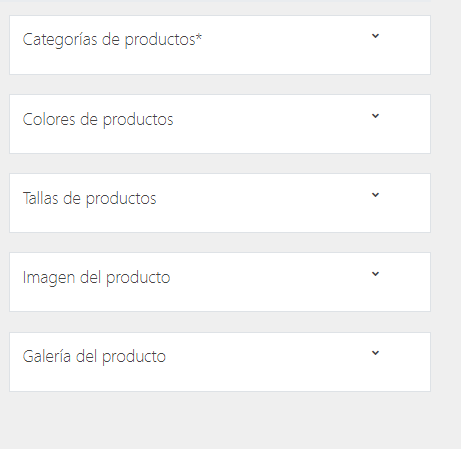 Categorías de productos*
Colores de productos
Tallas de productos
Imagen del producto
Galería del producto